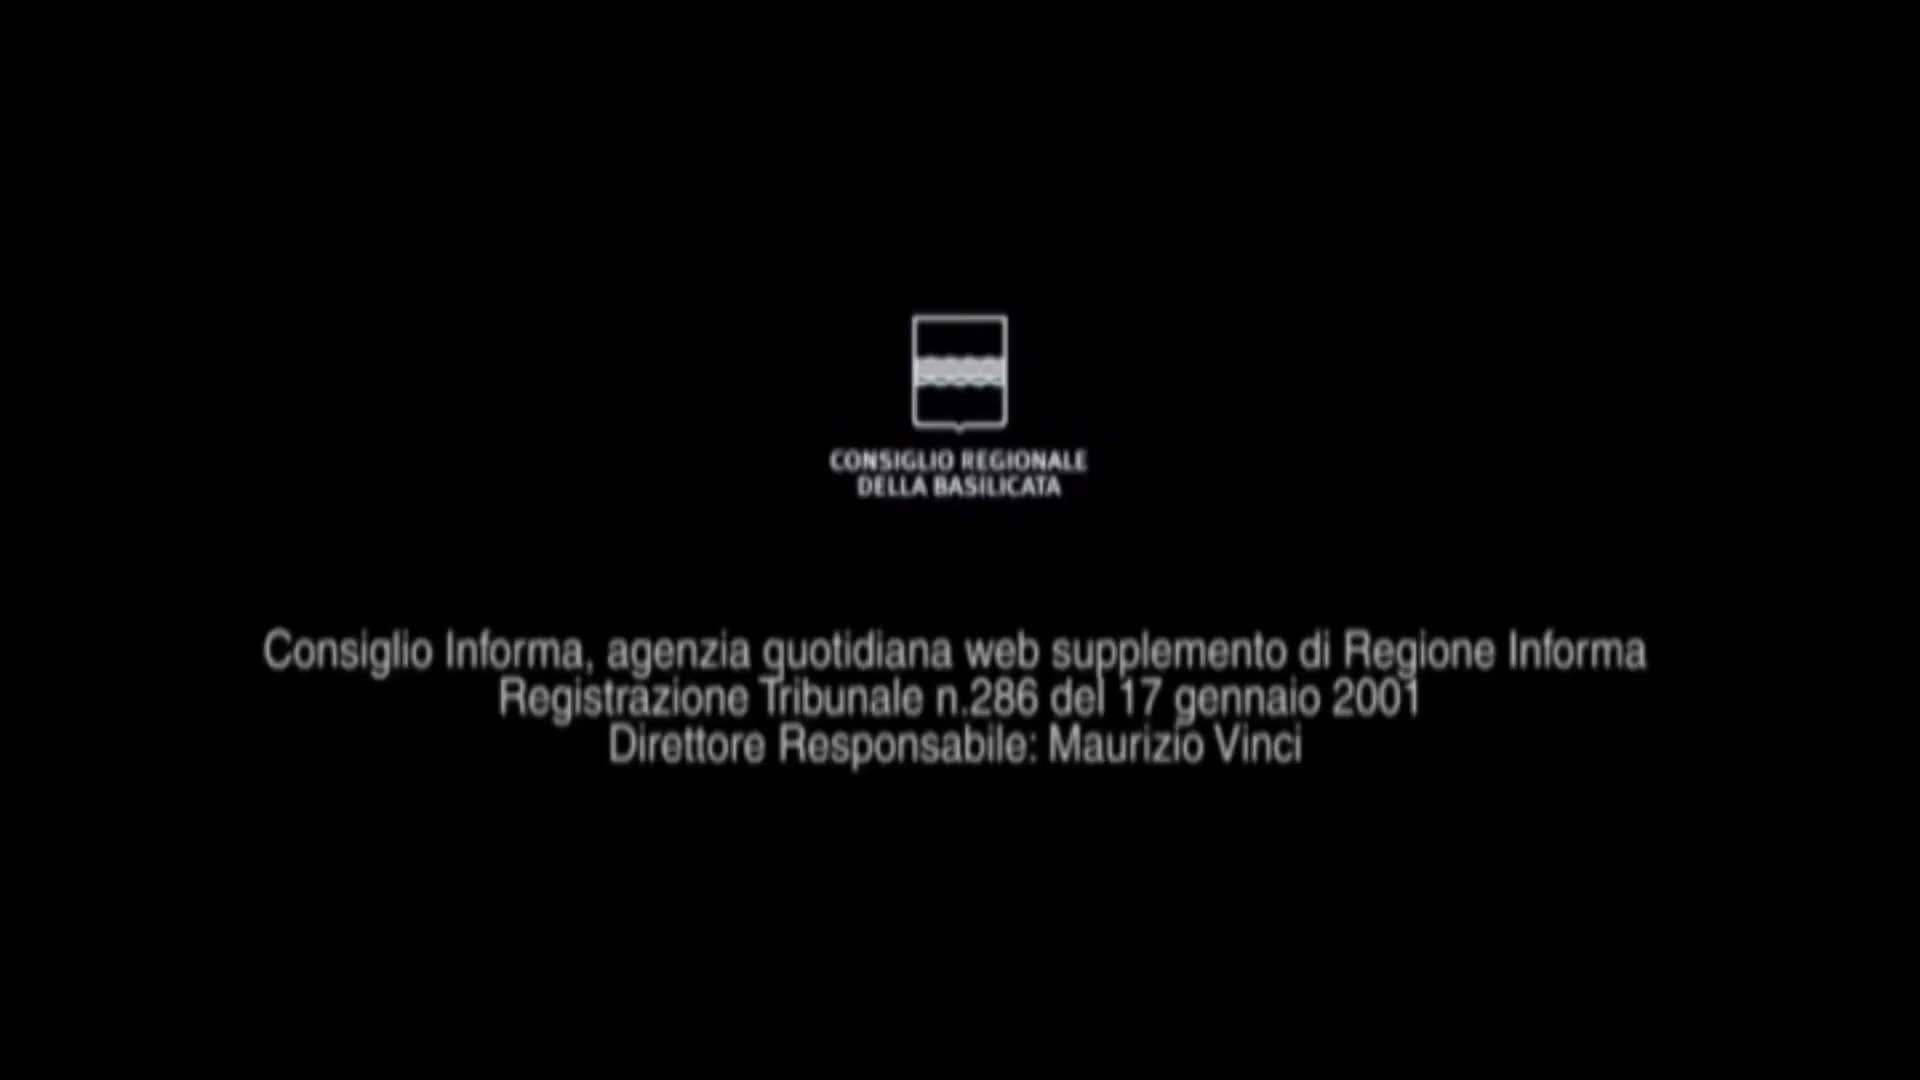 CONSIGLIO REGIONALE
DELLA BASILICATA
Consiglio Informa, agenzia quotidiana web supplemento di Regione Informa
Registrazione Tribunale n.286 del 17 gennaio 2001
Direttore Responsabile: Maurizio Vinci